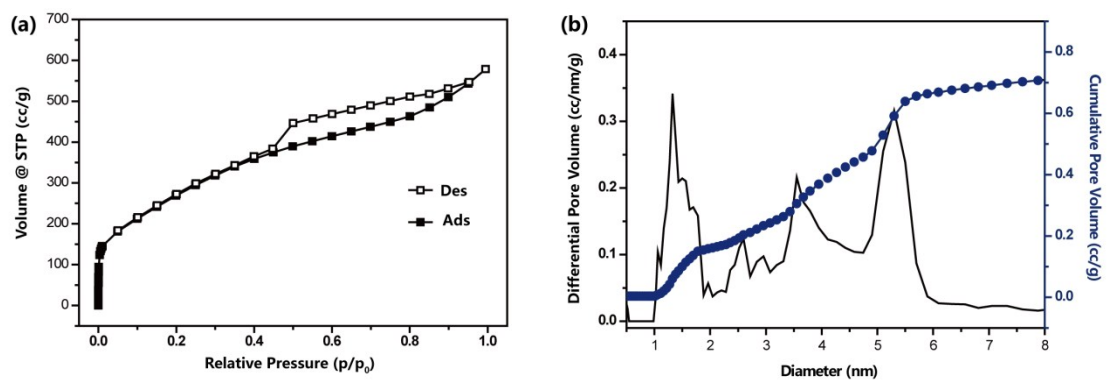 (a)
Volume @ STP (cc/g)
700
600
500
400
300
200
100
0
Des
Ads
0.0 0.2 0.4 0.6 0.8 1.0
Relative Pressure (p/p₀)
(b)
Differential Pore Volume (cc/nm/g)
0.4
0.3
0.2
0.1
0.0
1 2 3 4 5 6 7 8
Diameter (nm)
0.8
0.6
0.4
0.2
0.0
Cumulative Pore Volume (cc/g)